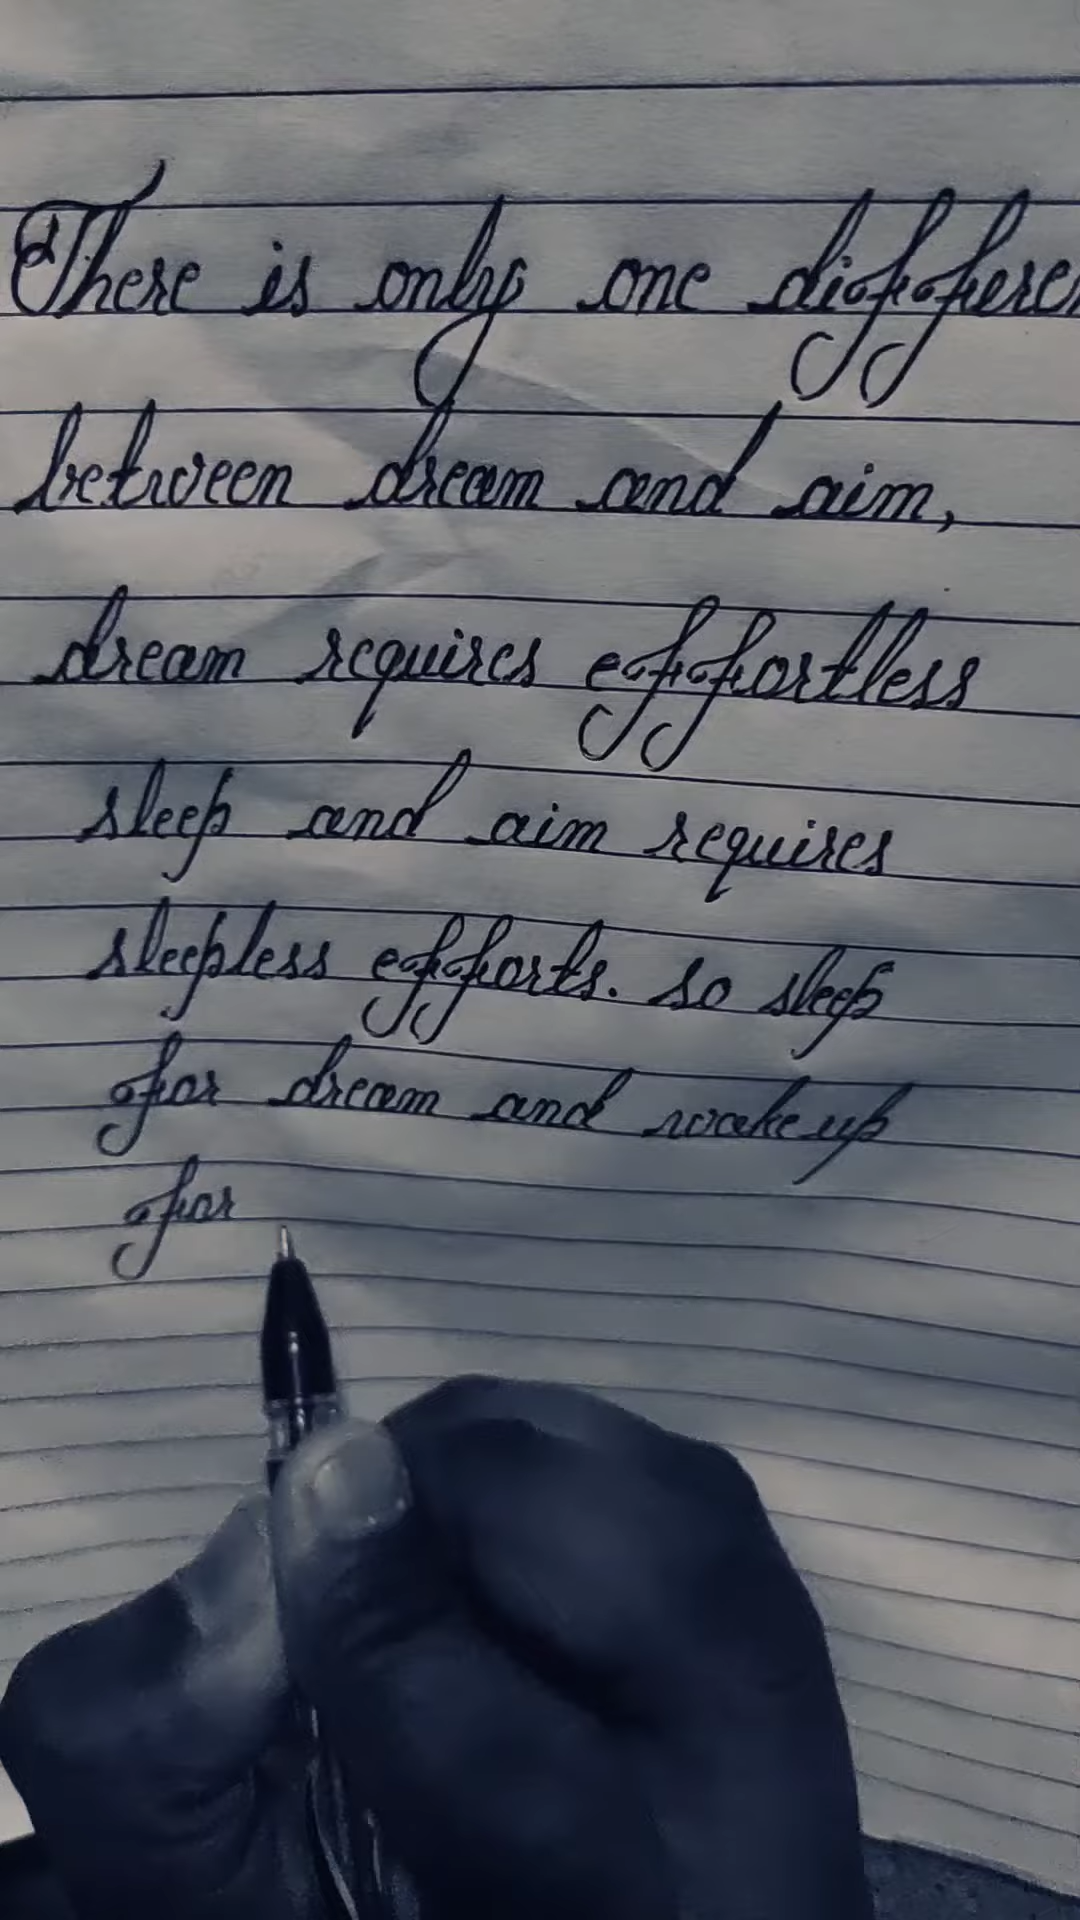 There is only one differen
between dream and aim,
dream requires effortless
sleep and aim requires
sleepless efforts. so sleep
for dream and wake up
for